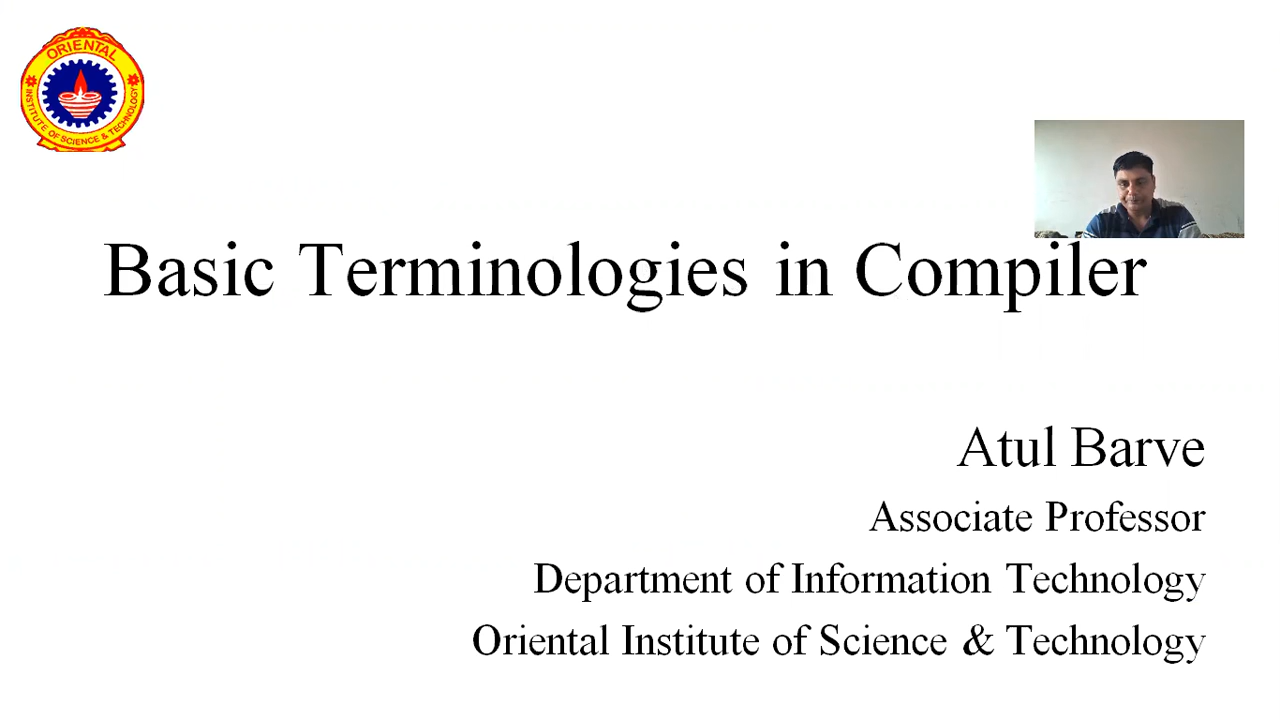 ORIENTAL
INSTITUTE OF SCIENCE & TECHNOLOGY
Basic Terminologies in Compiler
Atul Barve
Associate Professor
Department of Information Technology
Oriental Institute of Science & Technology